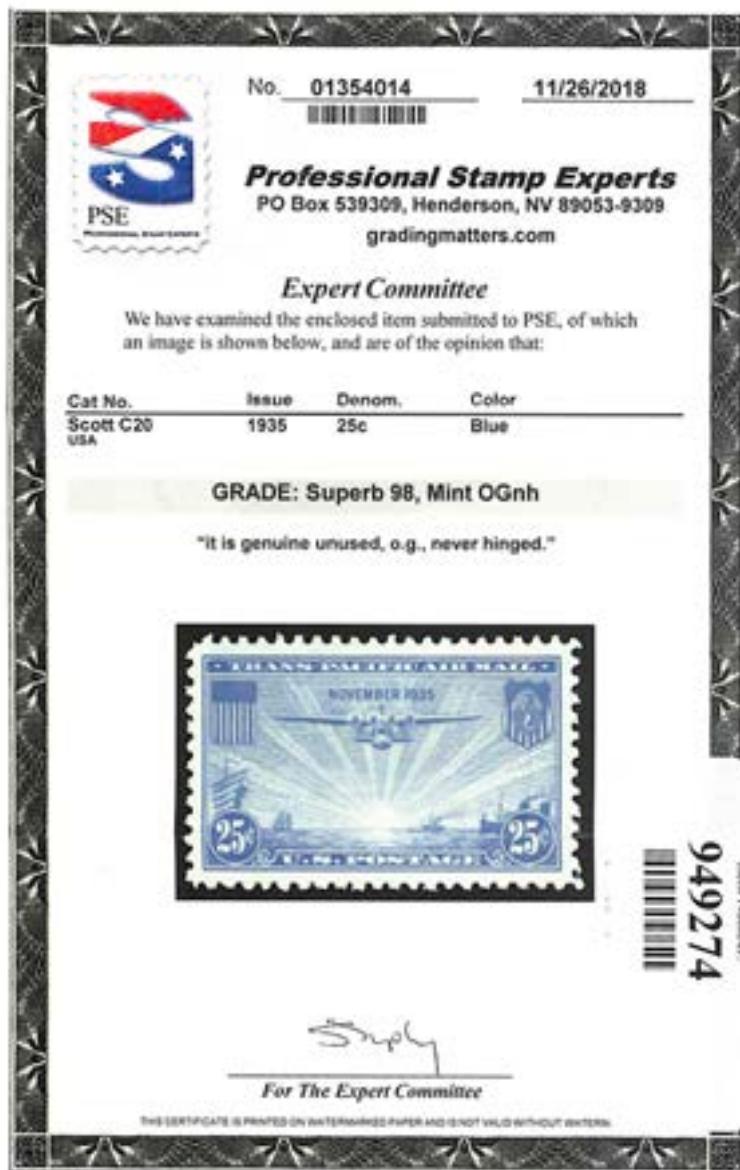 No. 01354014 11/26/2018
PSE
PROFESSIONAL STAMP EXPERTS
Professional Stamp Experts
PO Box 539309, Henderson, NV 89053-9309
gradingmatters.com
Expert Committee
We have examined the enclosed item submitted to PSE, of which
an image is shown below, and are of the opinion that:
Cat No. Issue Denom. Color
Scott C20 1935 25c Blue
USA
GRADE: Superb 98, Mint OGnh
"it is genuine unused, o.g., never hinged."
TRANS-PACIFIC AIR MAIL
NOVEMBER 1935
25¢ 25¢
U.S. POSTAGE
949274
For The Expert Committee
THIS CERTIFICATE IS PRINTED ON WATERMARKED PAPER AND IS NOT VALID WITHOUT WATERM.